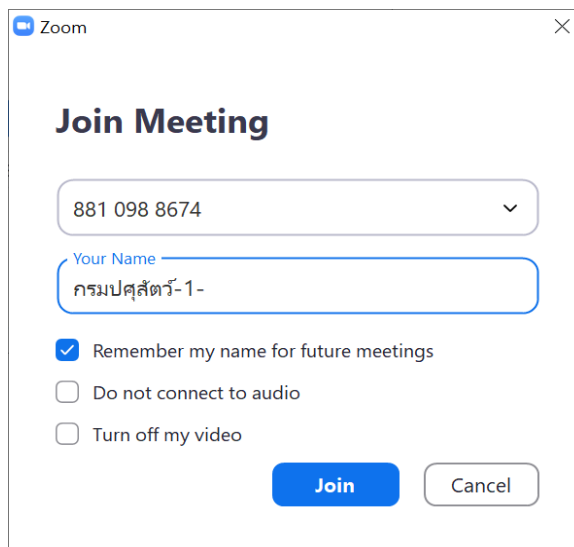 Zoom
Join Meeting
881 098 8674
Your Name
กรมปศุสัตว์-1-
Remember my name for future meetings
Do not connect to audio
Turn off my video
Join Cancel